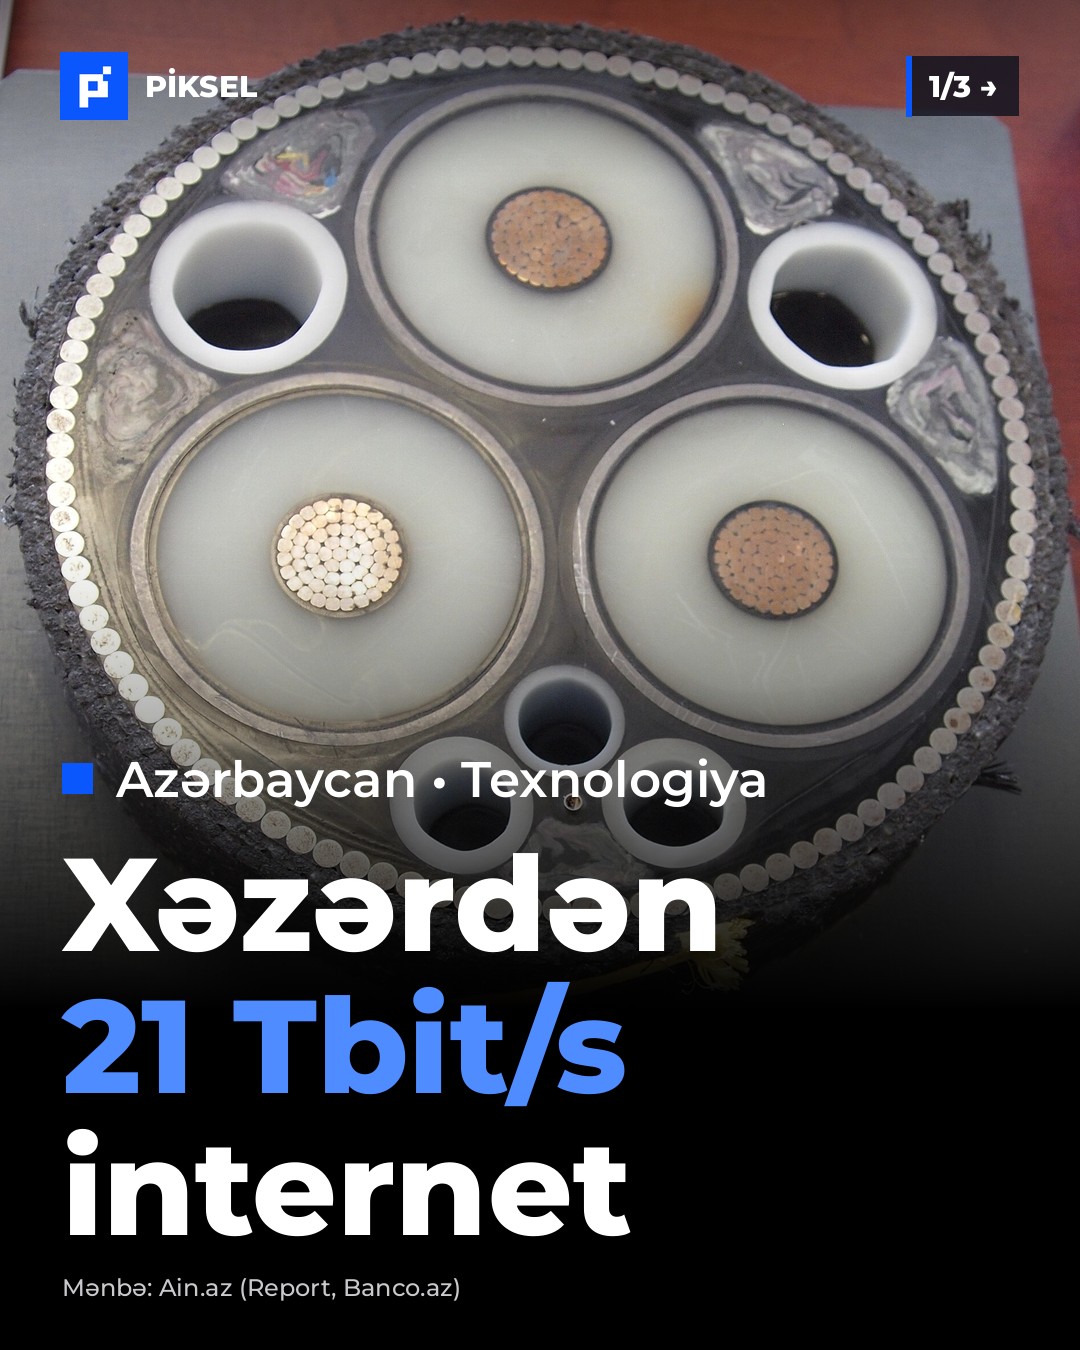 PİKSEL
1/3 →
Azərbaycan • Texnologiya
Xəzərdən
21 Tbit/s
internet
Mənbə: Ain.az (Report, Banco.az)